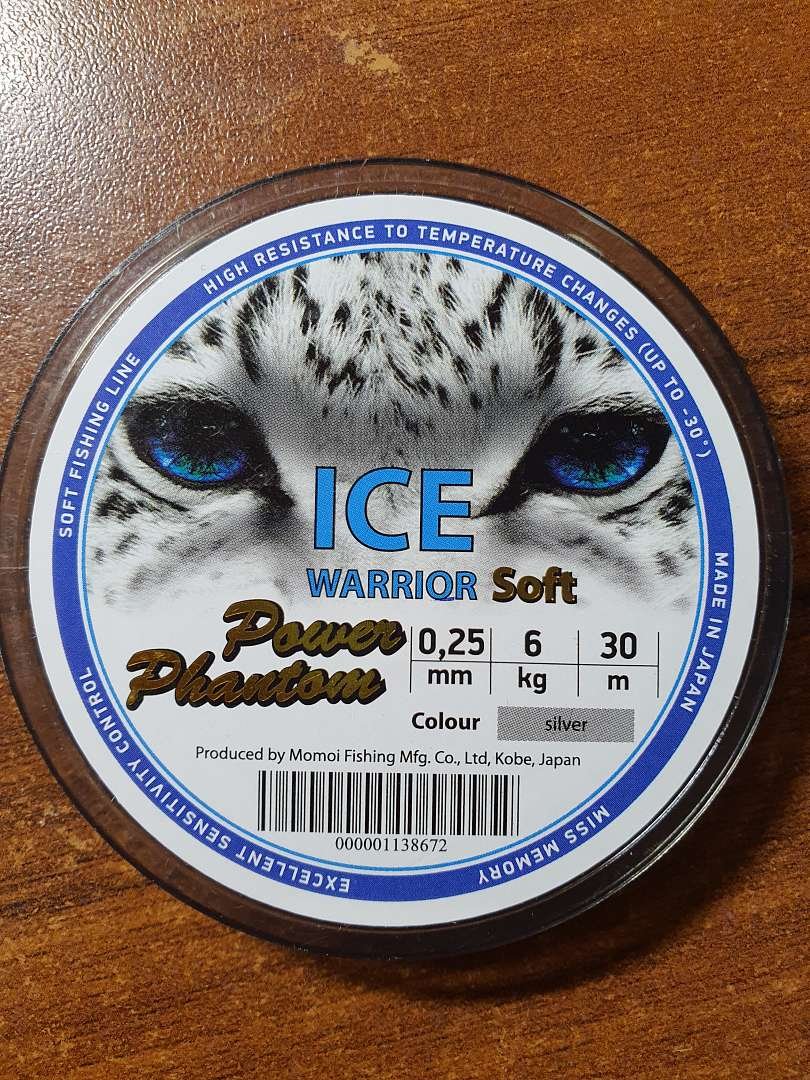 HIGH RESISTANCE TO TEMPERATURE CHANGES (UP TO -30°)
SOFT FISHING LINE
MADE IN JAPAN
ICE
WARRIOR Soft
Power
Phantom
0,25 6 30
mm kg m
Colour silver
Produced by Momoi Fishing Mfg. Co., Ltd, Kobe, Japan
000001138672
EXCELLENT SENSITIVITY CONTROL
MISS MEMORY